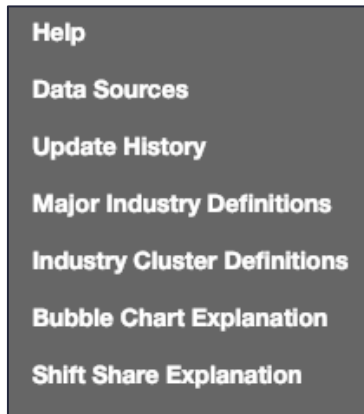 Help
Data Sources
Update History
Major Industry Definitions
Industry Cluster Definitions
Bubble Chart Explanation
Shift Share Explanation